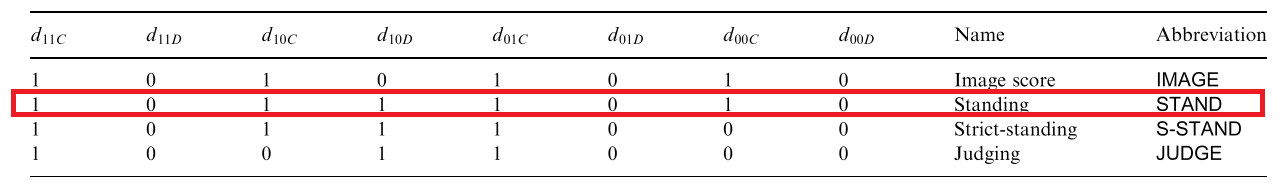 d11C d11D d10C d10D d01C d01D d00C d00D Name Abbreviation
1 0 1 0 1 0 1 0 Image score IMAGE
1 0 1 1 1 0 1 0 Standing STAND
1 0 1 1 1 0 0 0 Strict-standing S-STAND
1 0 0 1 1 0 0 0 Judging JUDGE